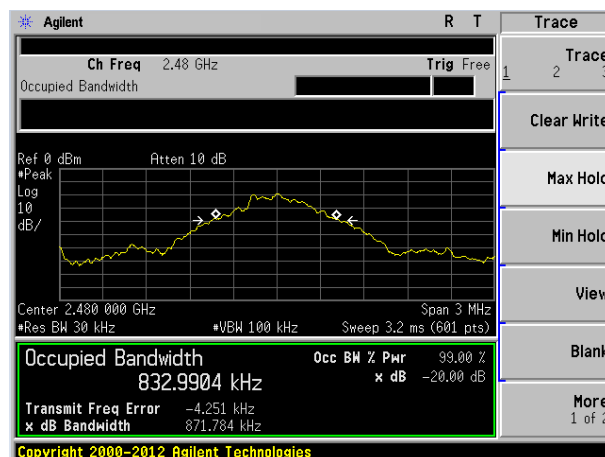 Agilent R T Trace
Ch Freq 2.48 GHz Trig Free
Occupied Bandwidth
Trace
1 2 3
Clear Write
Max Hold
Min Hold
View
Blank
More
1 of 2
Ref 0 dBm Atten 10 dB
#Peak
Log
10
dB/
Center 2.480 000 GHz Span 3 MHz
#Res BW 30 kHz #VBW 100 kHz Sweep 3.2 ms (601 pts)
Occupied Bandwidth Occ BW % Pwr 99.00 %
832.9904 kHz x dB -20.00 dB
Transmit Freq Error -4.251 kHz
x dB Bandwidth 871.784 kHz
Copyright 2000-2012 Agilent Technologies